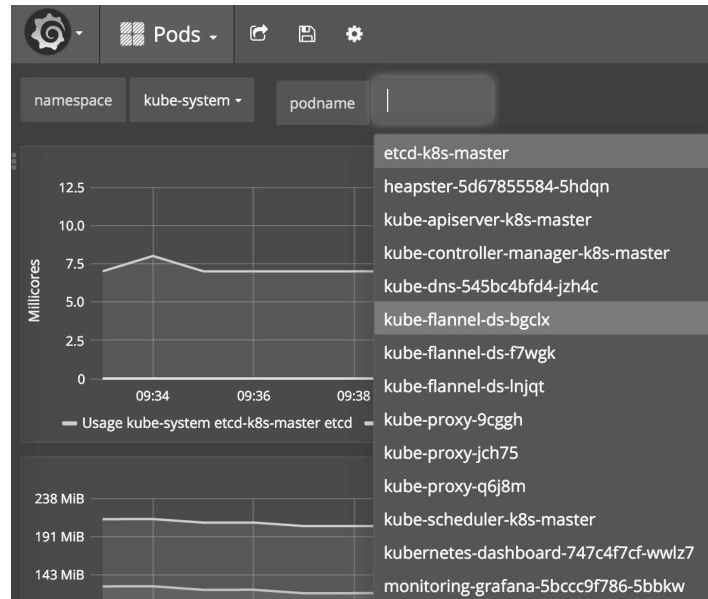 Pods
namespace
kube-system
podname
etcd-k8s-master
heapster-5d67855584-5hdqn
kube-apiserver-k8s-master
kube-controller-manager-k8s-master
kube-dns-545bc4bfd4-jzh4c
kube-flannel-ds-bgclx
kube-flannel-ds-f7wgk
kube-flannel-ds-lnjqt
kube-proxy-9cggh
kube-proxy-jch75
kube-proxy-q6j8m
kube-scheduler-k8s-master
kubernetes-dashboard-747c4f7cf-wwlz7
monitoring-grafana-5bccc9f786-5bbkw
Millicores
12.5
10.0
7.5
5.0
2.5
0
09:34
09:36
09:38
Usage kube-system etcd-k8s-master etcd
238 MiB
191 MiB
143 MiB